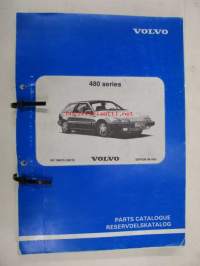 VOLVO
480 series
VOLVO
PARTS CATALOGUE
RESERVDELSKATALOG